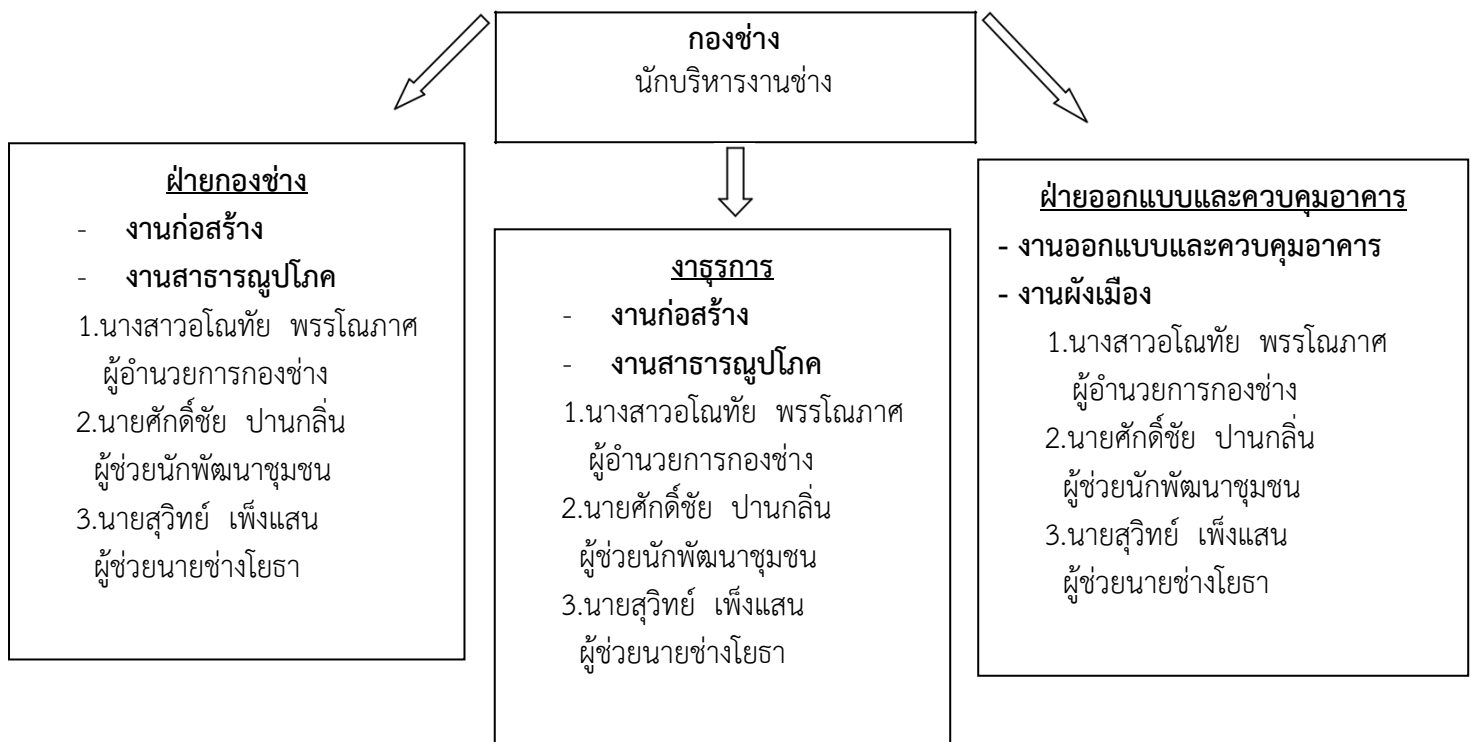 กองช่าง
นักบริหารงานช่าง
ฝ่ายกองช่าง
- งานก่อสร้าง
- งานสาธารณูปโภค
1.นางสาวอโณทัย พรรโณภาศ
ผู้อำนวยการกองช่าง
2.นายศักดิ์ชัย ปานกลิ่น
ผู้ช่วยนักพัฒนาชุมชน
3.นายสุวิทย์ เพ็งแสน
ผู้ช่วยนายช่างโยธา
งาธุรการ
- งานก่อสร้าง
- งานสาธารณูปโภค
1.นางสาวอโณทัย พรรโณภาศ
ผู้อำนวยการกองช่าง
2.นายศักดิ์ชัย ปานกลิ่น
ผู้ช่วยนักพัฒนาชุมชน
3.นายสุวิทย์ เพ็งแสน
ผู้ช่วยนายช่างโยธา
ฝ่ายออกแบบและควบคุมอาคาร
- งานออกแบบและควบคุมอาคาร
- งานผังเมือง
1.นางสาวอโณทัย พรรโณภาศ
ผู้อำนวยการกองช่าง
2.นายศักดิ์ชัย ปานกลิ่น
ผู้ช่วยนักพัฒนาชุมชน
3.นายสุวิทย์ เพ็งแสน
ผู้ช่วยนายช่างโยธา